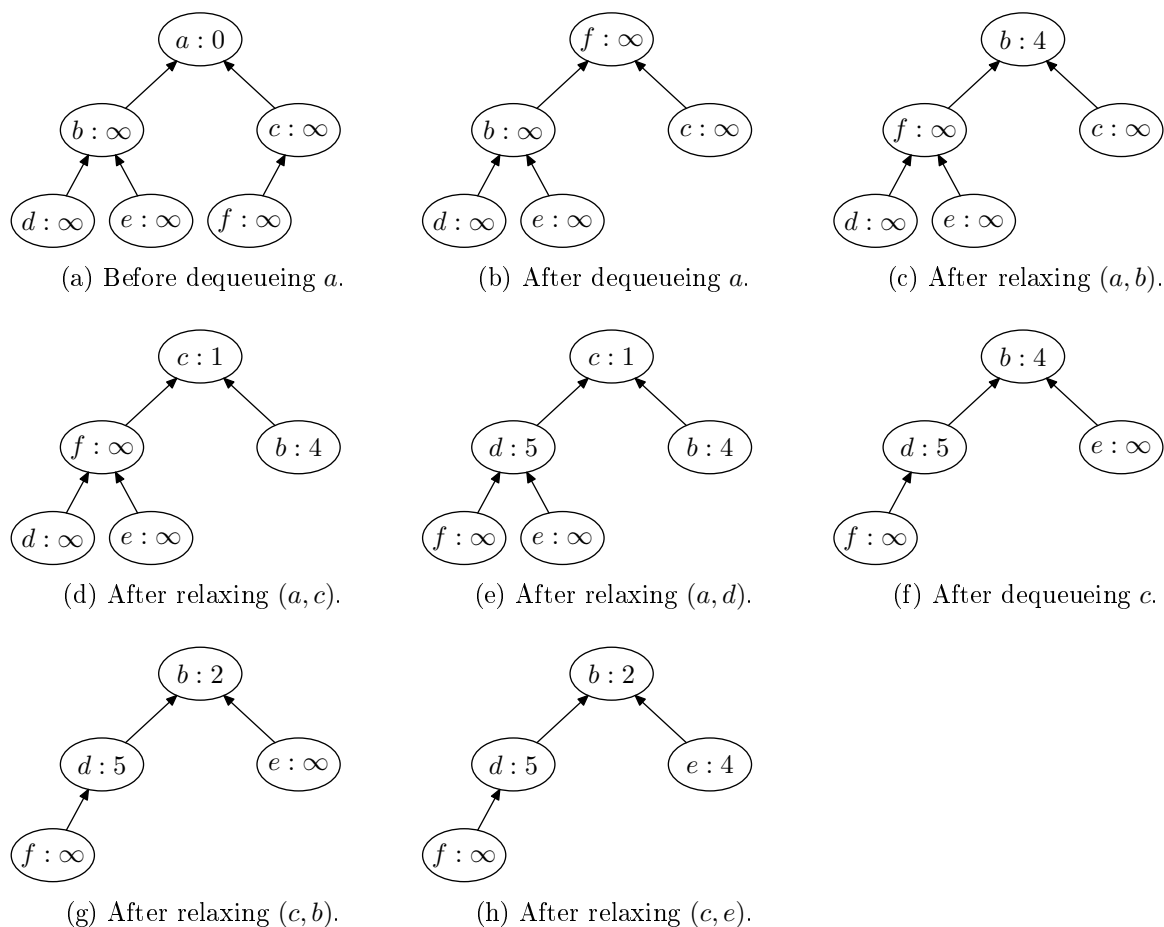 a : 0
f : ∞
b : 4
b : ∞
c : ∞
b : ∞
c : ∞
f : ∞
c : ∞
d : ∞
e : ∞
f : ∞
d : ∞
e : ∞
d : ∞
e : ∞
(a) Before dequeueing a.
(b) After dequeueing a.
(c) After relaxing (a, b).
c : 1
c : 1
b : 4
f : ∞
b : 4
d : 5
b : 4
d : 5
e : ∞
d : ∞
e : ∞
f : ∞
e : ∞
f : ∞
(d) After relaxing (a, c).
(e) After relaxing (a, d).
(f) After dequeueing c.
b : 2
b : 2
d : 5
e : ∞
d : 5
e : 4
f : ∞
f : ∞
(g) After relaxing (c, b).
(h) After relaxing (c, e).